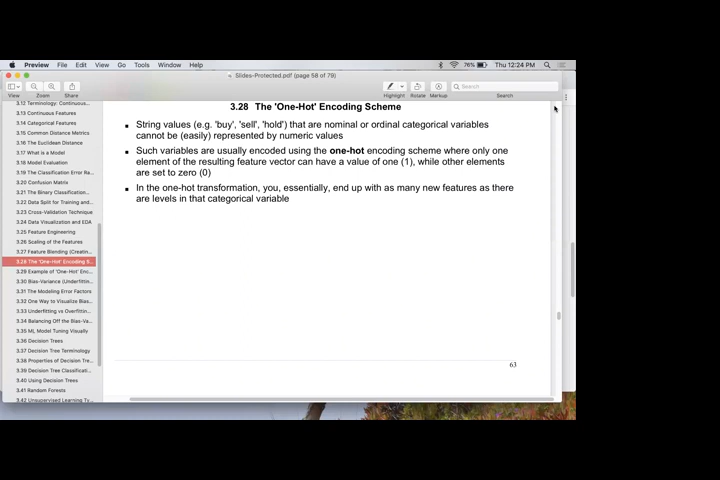 Preview File Edit View Go Tools Window Help
76% Thu 12:24 PM
Slides-Protected.pdf (page 58 of 79)
Search
View Zoom Share Highlight Rotate Markup Search
3.12 Terminology: Continuous...
3.13 Continuous Features
3.14 Categorical Features
3.15 Common Distance Metrics
3.16 The Euclidean Distance
3.17 What is a Model
3.18 Model Evaluation
3.19 The Classification Error Ra...
3.20 Confusion Matrix
3.21 The Binary Classification...
3.22 Data Split for Training and...
3.23 Cross-Validation Technique
3.24 Data Visualization and EDA
3.25 Feature Engineering
3.26 Scaling of the Features
3.27 Feature Blending (Creatin...
3.28 The 'One-Hot' Encoding S...
3.29 Example of 'One-Hot' Enc...
3.30 Bias-Variance (Underfittin...
3.31 The Modeling Error Factors
3.32 One Way to Visualize Bias...
3.33 Underfitting vs Overfittin...
3.34 Balancing Off the Bias-Va...
3.35 ML Model Tuning Visually
3.36 Decision Trees
3.37 Decision Tree Terminology
3.38 Properties of Decision Tre...
3.39 Decision Tree Classificati...
3.40 Using Decision Trees
3.41 Random Forests
3.42 Unsupervised Learning Ty...
3.28 The 'One-Hot' Encoding Scheme
▪ String values (e.g. 'buy', 'sell', 'hold') that are nominal or ordinal categorical variables
cannot be (easily) represented by numeric values
▪ Such variables are usually encoded using the one-hot encoding scheme where only one
element of the resulting feature vector can have a value of one (1), while other elements
are set to zero (0)
▪ In the one-hot transformation, you, essentially, end up with as many new features as there
are levels in that categorical variable
63